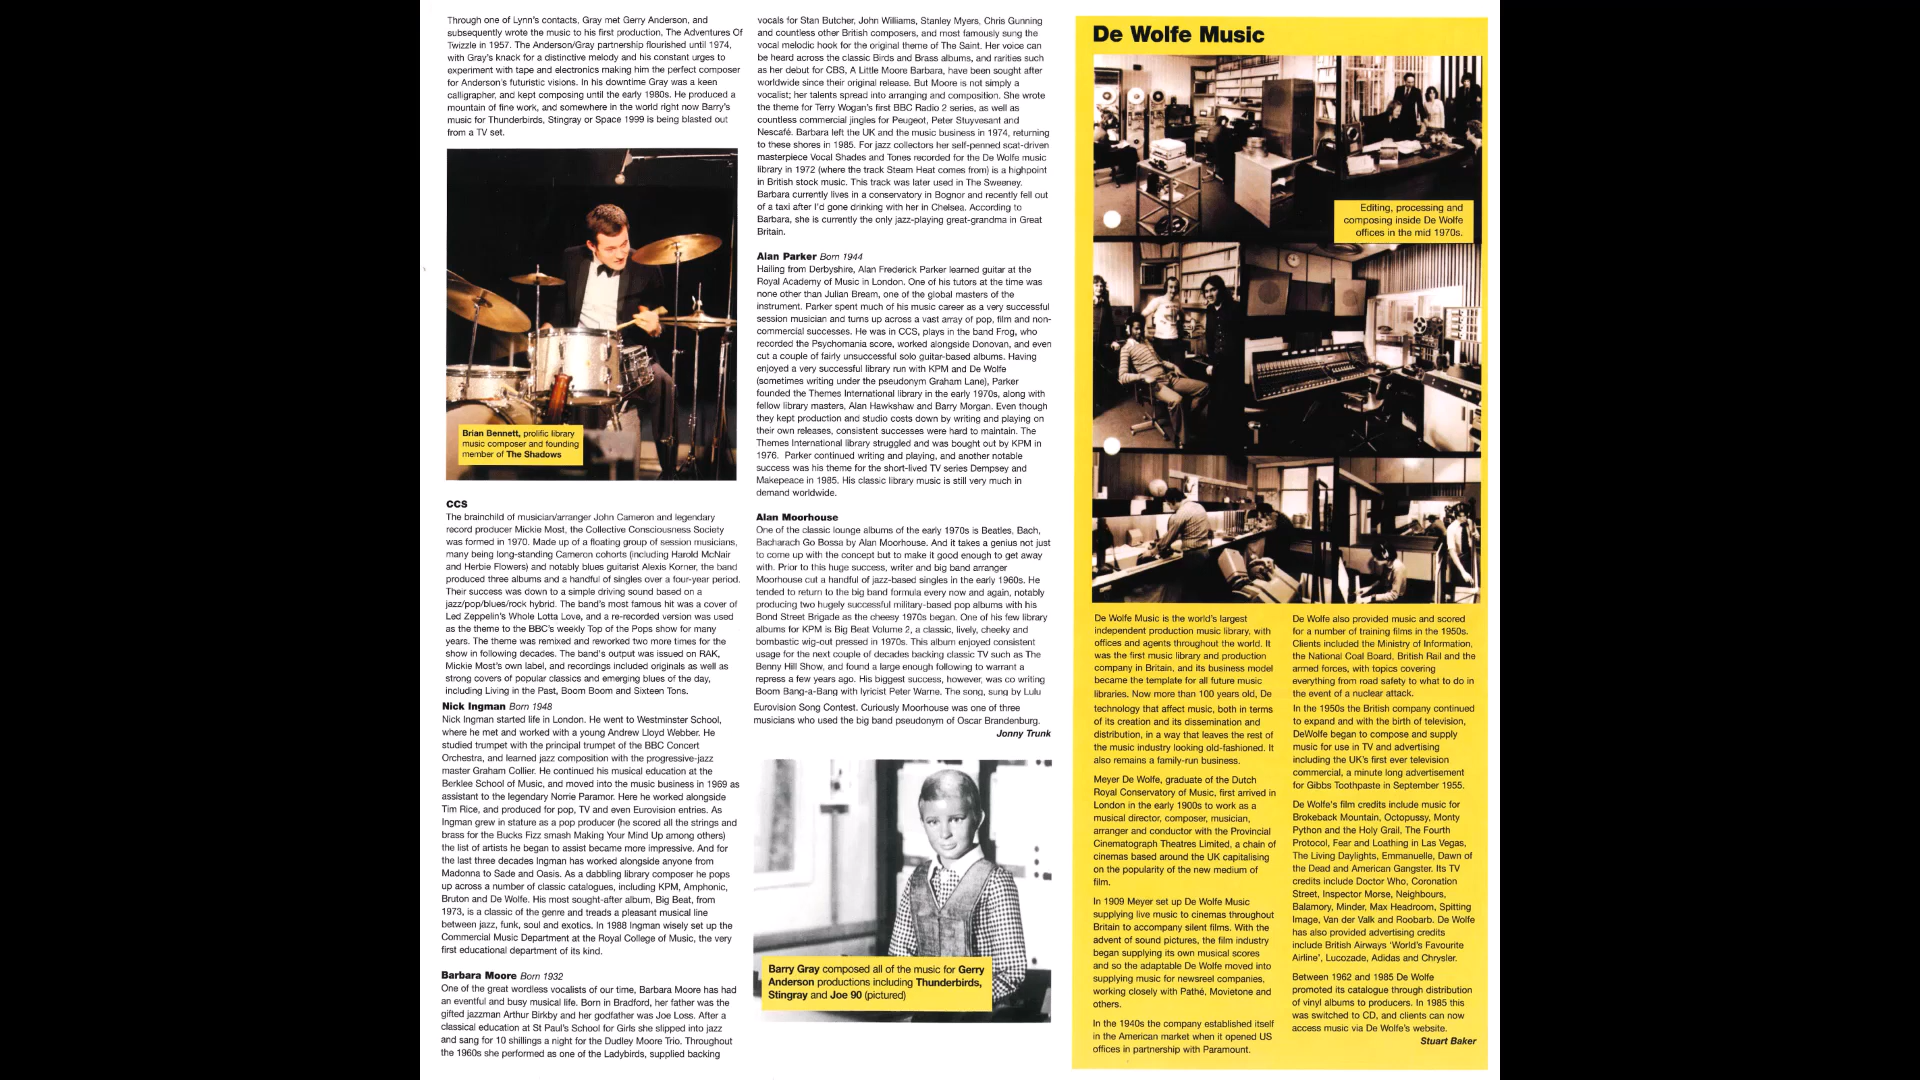 Through one of Lynn's contacts, Gray met Gerry Anderson, and
subsequently wrote the music to his first production, The Adventures Of
Twizzle in 1957. The Anderson/Gray partnership flourished until 1974,
with Gray's knack for a distinctive melody and his constant urges to
experiment with tape and electronics making him the perfect composer
for Anderson's futuristic visions. In his downtime Gray was a keen
calligrapher, and kept composing until the early 1980s. He produced a
mountain of fine work, and somewhere in the world right now Barry's
music for Thunderbirds, Stingray or Space 1999 is being blasted out
from a TV set.
Brian Bennett, prolific library
music composer and founding
member of The Shadows
CCS
The brainchild of musician/arranger John Cameron and legendary
record producer Mickie Most, the Collective Consciousness Society
was formed in 1970. Made up of a floating group of session musicians,
many being long-standing Cameron cohorts (including Harold McNair
and Herbie Flowers) and notably blues guitarist Alexis Korner, the band
produced three albums and a handful of singles over a four-year period.
Their success was down to a simple driving sound based on a
jazz/pop/blues/rock hybrid. The band's most famous hit was a cover of
Led Zeppelin's Whole Lotta Love, and a re-recorded version was used
as the theme to the BBC's weekly Top of the Pops show for many
years. The theme was remixed and reworked two more times for the
show in following decades. The band's output was issued on RAK,
Mickie Most's own label, and recordings included originals as well as
strong covers of popular classics and emerging blues of the day,
including Living in the Past, Boom Boom and Sixteen Tons.
Nick Ingman Born 1948
Nick Ingman started life in London. He went to Westminster School,
where he met and worked with a young Andrew Lloyd Webber. He
studied trumpet with the principal trumpet of the BBC Concert
Orchestra, and learned jazz composition with the progressive-jazz
master Graham Collier. He continued his musical education at the
Berklee School of Music, and moved into the music business in 1969 as
assistant to the legendary Norrie Paramor. Here he worked alongside
Tim Rice, and produced for pop, TV and even Eurovision entries. As
Ingman grew in stature as a pop producer (he scored all the strings and
brass for the Bucks Fizz smash Making Your Mind Up among others)
the list of artists he began to assist became more impressive. And for
the last three decades Ingman has worked alongside anyone from
Madonna to Sade and Oasis. As a dabbling library composer he pops
up across a number of classic catalogues, including KPM, Amphonic,
Bruton and De Wolfe. His most sought-after album, Big Beat, from
1973, is a classic of the genre and treads a pleasant musical line
between jazz, funk, soul and exotics. In 1988 Ingman wisely set up the
Commercial Music Department at the Royal College of Music, the very
first educational department of its kind.
Barbara Moore Born 1932
One of the great wordless vocalists of our time, Barbara Moore has had
an eventful and busy musical life. Born in Bradford, her father was the
gifted jazzman Arthur Birkby and her godfather was Joe Loss. After a
classical education at St Paul's School for Girls she slipped into jazz
and sang for 10 shillings a night for the Dudley Moore Trio. Throughout
the 1960s she performed as one of the Ladybirds, supplied backing
vocals for Stan Butcher, John Williams, Stanley Myers, Chris Gunning
and countless other British composers, and most famously sung the
vocal melodic hook for the original theme of The Saint. Her voice can
be heard across the classic Birds and Brass albums, and rarities such
as her debut for CBS, A Little Moore Barbara, have been sought after
worldwide since their original release. But Moore is not simply a
vocalist; her talents spread into arranging and composition. She wrote
the theme for Terry Wogan's first BBC Radio 2 series, as well as
countless commercial jingles for Peugeot, Peter Stuyvesant and
Nescafé. Barbara left the UK and the music business in 1974, returning
to these shores in 1985. For jazz collectors her self-penned scat-driven
masterpiece Vocal Shades and Tones recorded for the De Wolfe music
library in 1972 (where the track Steam Heat comes from) is a highpoint
in British stock music. This track was later used in The Sweeney.
Barbara currently lives in a conservatory in Bognor and recently fell out
of a taxi after I'd gone drinking with her in Chelsea. According to
Barbara, she is currently the only jazz-playing great-grandma in Great
Britain.
Alan Parker Born 1944
Hailing from Derbyshire, Alan Frederick Parker learned guitar at the
Royal Academy of Music in London. One of his tutors at the time was
none other than Julian Bream, one of the global masters of the
instrument. Parker spent much of his music career as a very successful
session musician and turns up across a vast array of pop, film and non-
commercial successes. He was in CCS, plays in the band Frog, who
recorded the Psychomania score, worked alongside Donovan, and even
cut a couple of fairly unsuccessful solo guitar-based albums. Having
enjoyed a very successful library run with KPM and De Wolfe
(sometimes writing under the pseudonym Graham Lane), Parker
founded the Themes International library in the early 1970s, along with
fellow library masters, Alan Hawkshaw and Barry Morgan. Even though
they kept production and studio costs down by writing and playing on
their own releases, consistent successes were hard to maintain. The
Themes International library struggled and was bought out by KPM in
1976. Parker continued writing and playing, and another notable
success was his theme for the short-lived TV series Dempsey and
Makepeace in 1985. His classic library music is still very much in
demand worldwide.
Alan Moorhouse
One of the classic lounge albums of the early 1970s is Beatles, Bach,
Bacharach Go Bossa by Alan Moorhouse. And it takes a genius not just
to come up with the concept but to make it good enough to get away
with. Prior to this huge success, writer and big band arranger
Moorhouse cut a handful of jazz-based singles in the early 1960s. He
tended to return to the big band formula every now and again, notably
producing two hugely successful military-based pop albums with his
Bond Street Brigade as the cheesy 1970s began. One of his few library
albums for KPM is Big Beat Volume 2, a classic, lively, cheeky and
bombastic wig-out pressed in 1970s. This album enjoyed consistent
usage for the next couple of decades backing classic TV such as The
Benny Hill Show, and found a large enough following to warrant a
repress a few years ago. His biggest success, however, was co writing
Boom Bang-a-Bang with lyricist Peter Warne. The song, sung by Lulu
Eurovision Song Contest. Curiously Moorhouse was one of three
musicians who used the big band pseudonym of Oscar Brandenburg.
Jonny Trunk
Barry Gray composed all of the music for Gerry
Anderson productions including Thunderbirds,
Stingray and Joe 90 (pictured)
De Wolfe Music
Editing, processing and
composing inside De Wolfe
offices in the mid 1970s.
De Wolfe Music is the world's largest
independent production music library, with
offices and agents throughout the world. It
was the first music library and production
company in Britain, and its business model
became the template for all future music
libraries. Now more than 100 years old, De
technology that affect music, both in terms
of its creation and its dissemination and
distribution, in a way that leaves the rest of
the music industry looking old-fashioned. It
also remains a family-run business.
Meyer De Wolfe, graduate of the Dutch
Royal Conservatory of Music, first arrived in
London in the early 1900s to work as a
musical director, composer, musician,
arranger and conductor with the Provincial
Cinematograph Theatres Limited, a chain of
cinemas based around the UK capitalising
on the popularity of the new medium of
film.
In 1909 Meyer set up De Wolfe Music
supplying live music to cinemas throughout
Britain to accompany silent films. With the
advent of sound pictures, the film industry
began supplying its own musical scores
and so the adaptable De Wolfe moved into
supplying music for newsreel companies,
working closely with Pathé, Movietone and
others.
In the 1940s the company established itself
in the American market when it opened US
offices in partnership with Paramount.
De Wolfe also provided music and scored
for a number of training films in the 1950s.
Clients included the Ministry of Information,
the National Coal Board, British Rail and the
armed forces, with topics covering
everything from road safety to what to do in
the event of a nuclear attack.
In the 1950s the British company continued
to expand and with the birth of television,
DeWolfe began to compose and supply
music for use in TV and advertising
including the UK's first ever television
commercial, a minute long advertisement
for Gibbs Toothpaste in September 1955.
De Wolfe's film credits include music for
Brokeback Mountain, Octopussy, Monty
Python and the Holy Grail, The Fourth
Protocol, Fear and Loathing in Las Vegas,
The Living Daylights, Emmanuelle, Dawn of
the Dead and American Gangster. Its TV
credits include Doctor Who, Coronation
Street, Inspector Morse, Neighbours,
Balamory, Minder, Max Headroom, Spitting
Image, Van der Valk and Roobarb. De Wolfe
has also provided advertising credits
include British Airways 'World's Favourite
Airline', Lucozade, Adidas and Chrysler.
Between 1962 and 1985 De Wolfe
promoted its catalogue through distribution
of vinyl albums to producers. In 1985 this
was switched to CD, and clients can now
access music via De Wolfe's website.
Stuart Baker